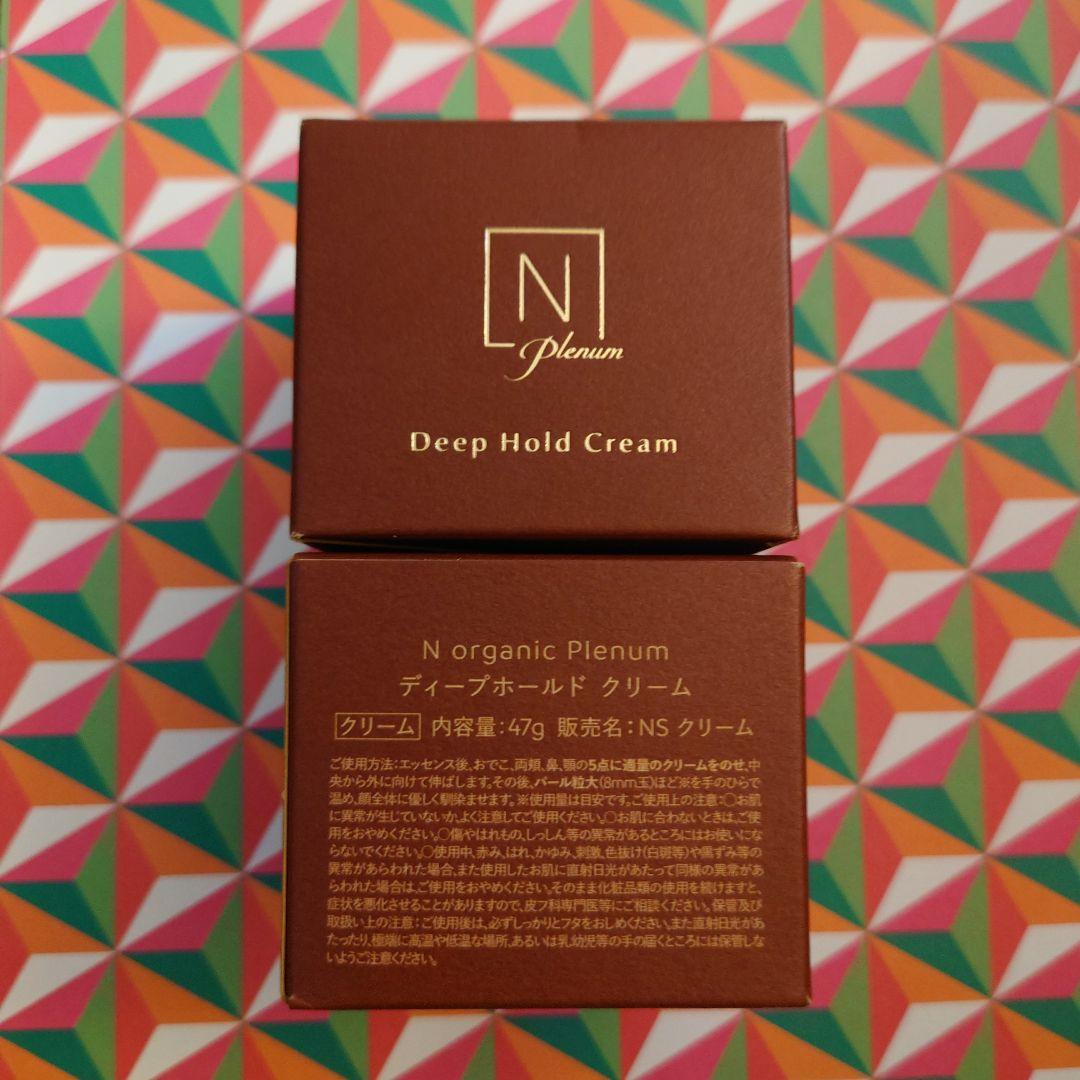 N
Plenum
Deep Hold Cream
N organic Plenum
ディープホールド クリーム
クリーム 内容量:47g 販売名:NS クリーム
ご使用方法:エッセンス後、おでこ、両頬、鼻、顎の5点に適量のクリームをのせ、中
央から外に向けて伸ばします。その後、パール粒大(8mm玉)ほど※を手のひらで
温め、顔全体に優しく馴染ませます。※使用量は目安です。ご使用上の注意:○お肌
に異常が生じていないか、よく注意してご使用ください。○お肌に合わないときは、ご使
用をおやめください。○傷やはれもの、しっしん等の異常があるところにはお使いにな
らないでください。○使用中、赤み、はれ、かゆみ、刺激、色抜け(白斑等)や黒ずみ等の
異常があらわれた場合、また使用したお肌に直射日光があたって同様の異常があ
らわれた場合は、ご使用をおやめください。そのまま化粧品類の使用を続けますと、
症状を悪化させることがありますので、皮フ科専門医等にご相談ください。保管及び
取扱い上の注意:ご使用後は、必ずしっかりとフタをおしめください。また直射日光があ
たったり、極端に高温や低温な場所、あるいは乳幼児等の手の届くところには保管しな
いようご注意ください。